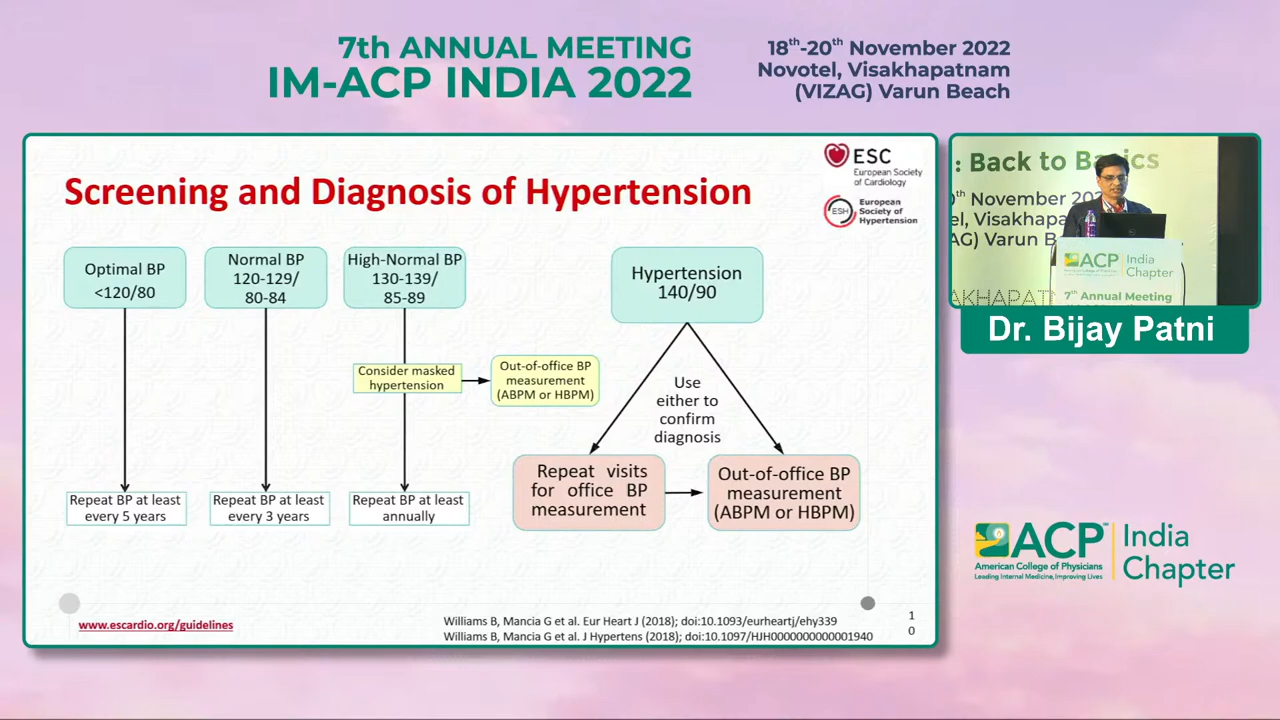 7th ANNUAL MEETING
IM-ACP INDIA 2022
18th-20th November 2022
Novotel, Visakhapatnam
(VIZAG) Varun Beach
Screening and Diagnosis of Hypertension
ESC
European Society
of Cardiology
ESH
European
Society of
Hypertension
Optimal BP
<120/80
Normal BP
120-129/
80-84
High-Normal BP
130-139/
85-89
Hypertension
140/90
Consider masked
hypertension
Out-of-office BP
measurement
(ABPM or HBPM)
Use
either to
confirm
diagnosis
Repeat BP at least
every 5 years
Repeat BP at least
every 3 years
Repeat BP at least
annually
Repeat visits
for office BP
measurement
Out-of-office BP
measurement
(ABPM or HBPM)
www.escardio.org/guidelines
Williams B, Mancia G et al. Eur Heart J (2018); doi:10.1093/eurheartj/ehy339
Williams B, Mancia G et al. J Hypertens (2018); doi:10.1097/HJH0000000000001940
1
0
: Back to Basics
November 20
el, Visakhapa
AG) Varun B
ACP India
Chapter
7th Annual Meeting
AKHAPAT
Dr. Bijay Patni
ACP™
American College of Physicians
Leading Internal Medicine, Improving Lives
India
Chapter